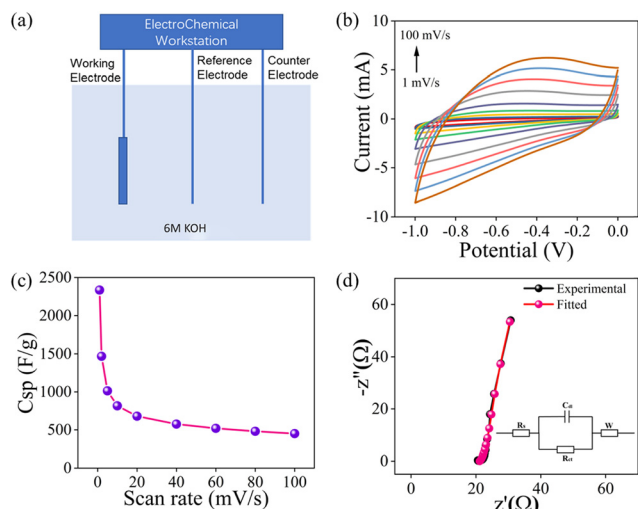 (a)
ElectroChemical
Workstation
Working
Electrode
Reference
Electrode
Counter
Electrode
6M KOH
(b)
100 mV/s
1 mV/s
Current (mA)
10
5
0
-5
-10
-1.0
-0.8
-0.6
-0.4
-0.2
0.0
Potential (V)
(c)
Csp (F/g)
2500
2000
1500
1000
500
0
0
20
40
60
80
100
Scan rate (mV/s)
(d)
Experimental
Fitted
-z''(Ω)
60
40
20
0
Rs
W
0
20
40
60
z'(Ω)